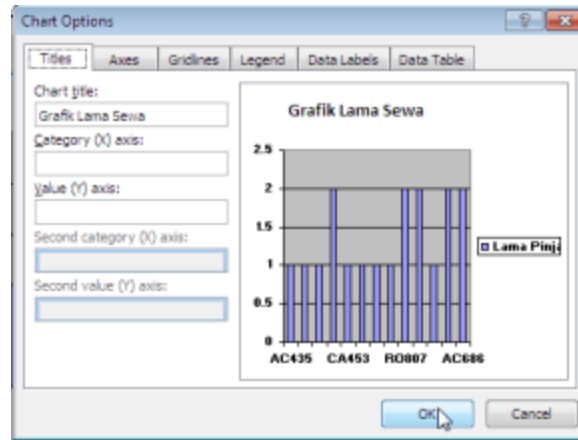 Chart Options
Titles Axes Gridlines Legend Data Labels Data Table
Chart title:
Grafik Lama Sewa
Category (X) axis:
Value (Y) axis:
Second category (X) axis:
Second value (Y) axis:
Grafik Lama Sewa
2.5
2
1.5
1
0.5
0
AC435 CA453 RO807 AC686
Lama Pinja
OK Cancel